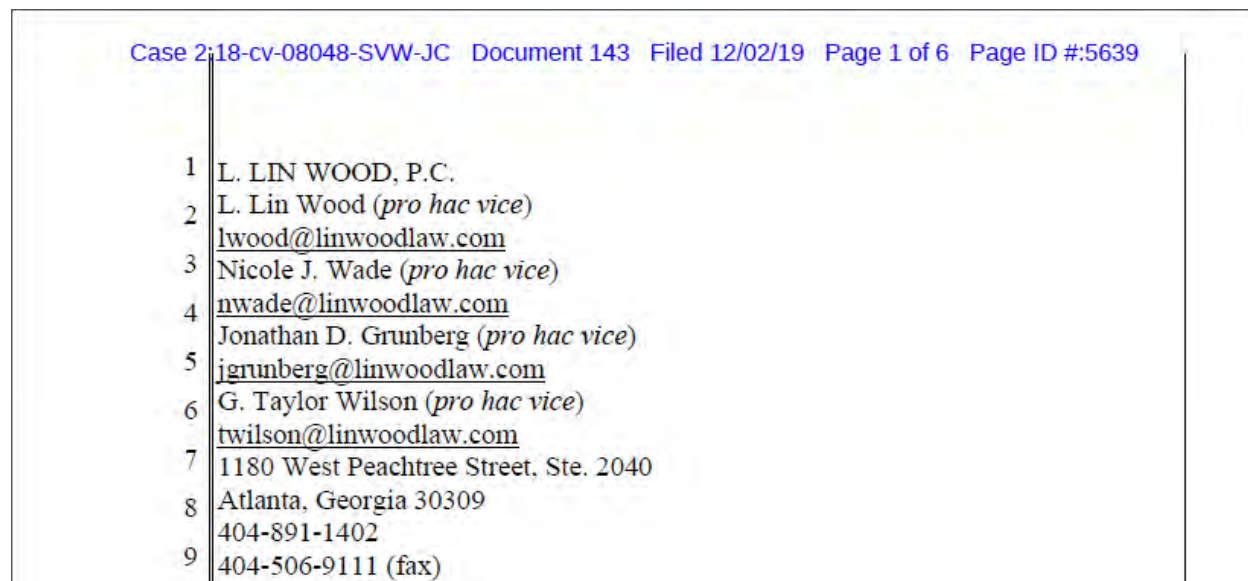 Case 2:18-cv-08048-SVW-JC Document 143 Filed 12/02/19 Page 1 of 6 Page ID #:5639
1 L. LIN WOOD, P.C.
2 L. Lin Wood (pro hac vice)
lwood@linwoodlaw.com
3 Nicole J. Wade (pro hac vice)
4 nwade@linwoodlaw.com
Jonathan D. Grunberg (pro hac vice)
5 jgrunberg@linwoodlaw.com
6 G. Taylor Wilson (pro hac vice)
twilson@linwoodlaw.com
7 1180 West Peachtree Street, Ste. 2040
8 Atlanta, Georgia 30309
404-891-1402
9 404-506-9111 (fax)